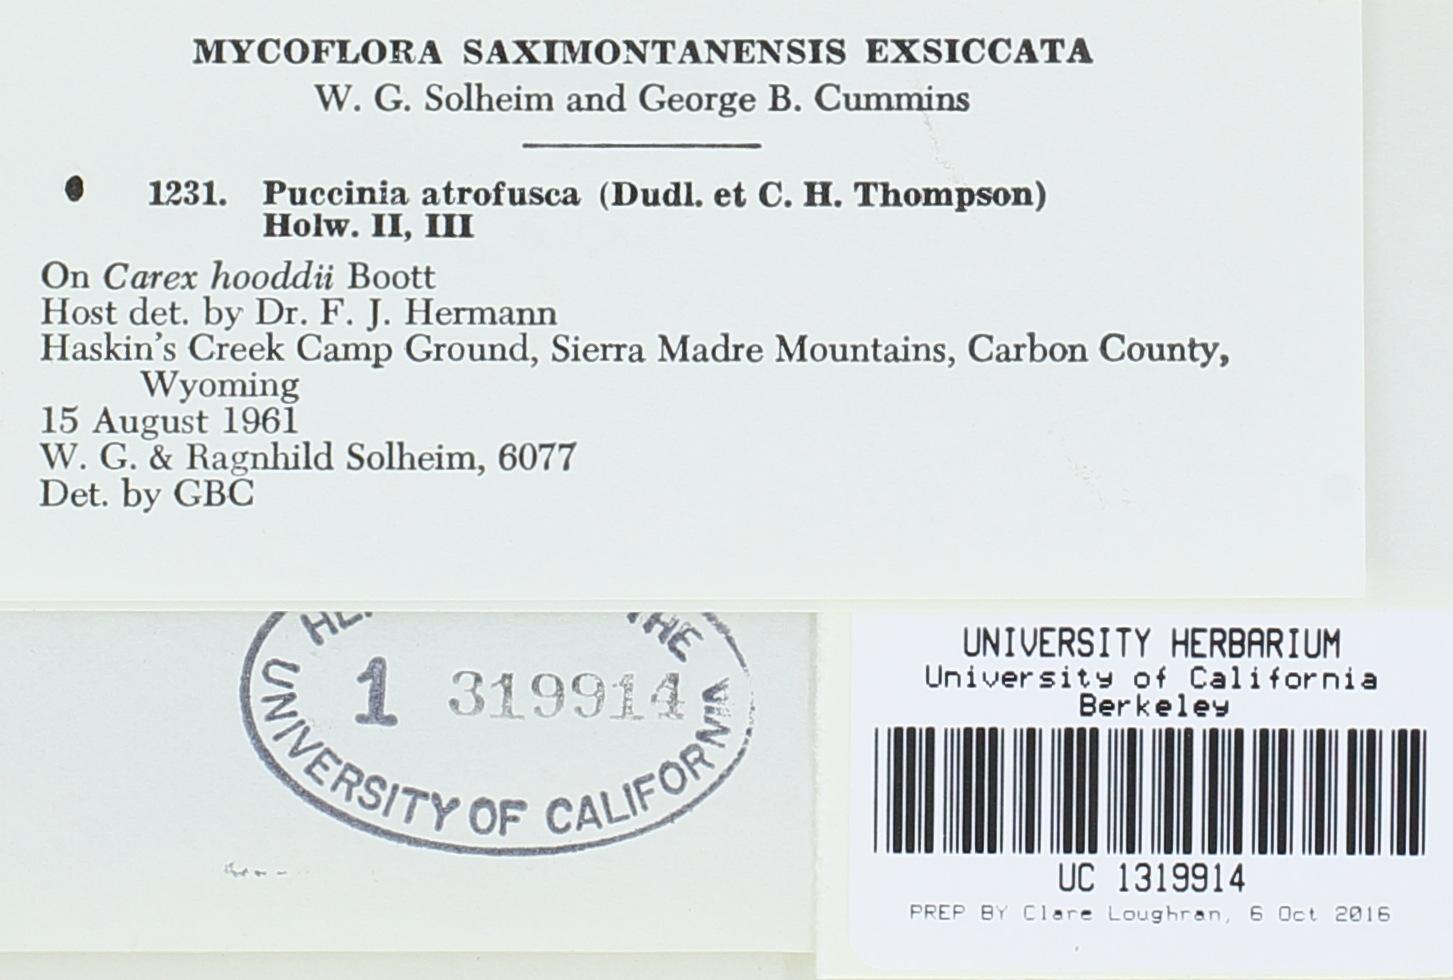 MYCOFLORA SAXIMONTANENSIS EXSICCATA
W. G. Solheim and George B. Cummins
1231. Puccinia atrofusca (Dudl. et C. H. Thompson)
Holw. II, III
On Carex hooddii Boott
Host det. by Dr. F. J. Hermann
Haskin's Creek Camp Ground, Sierra Madre Mountains, Carbon County,
Wyoming
15 August 1961
W. G. & Ragnhild Solheim, 6077
Det. by GBC
THE
1 319914
UNIVERSITY OF CALIFORNIA
UNIVERSITY HERBARIUM
University of California
Berkeley
UC 1319914
PREP BY Clare Loughran, 6 Oct 2016